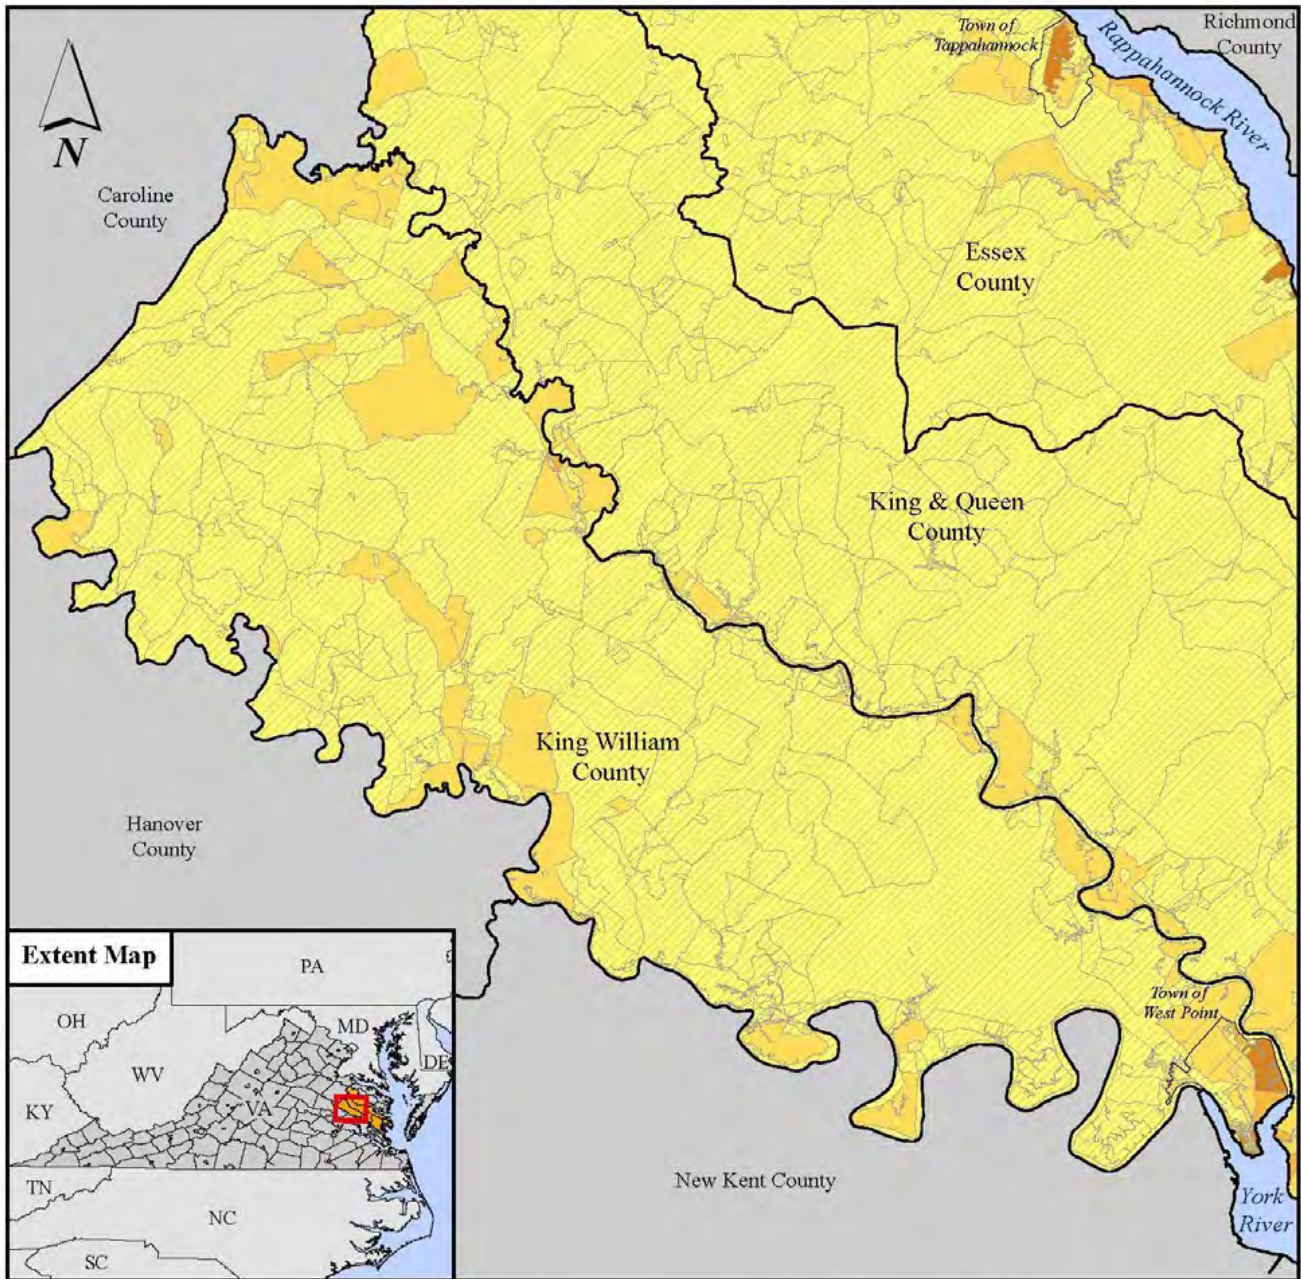 Town of
Tappahannock
Richmond
County
Rappahannock River
N
Caroline
County
Essex
County
King & Queen
County
King William
County
Hanover
County
Extent Map
PA
OH
MD
DE
WV
KY
VA
TN
NC
SC
Town of
West Point
New Kent County
York
River